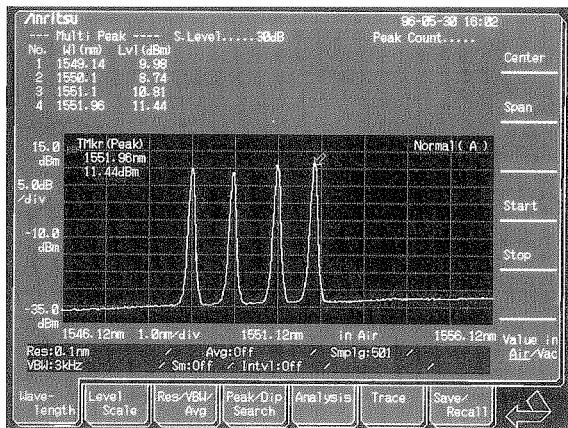 Anritsu 96-05-30 16:02
--- Multi Peak ---- S.Level.....30dB Peak Count.....
No. Wl(nm) Lvl(dBm)
1 1549.14 9.98
2 1550.1 8.74
3 1551.1 10.81
4 1551.96 11.44
Center
Span
Start
Stop
Value in
Air/Vac
15.0
dBm
TMkr(Peak) Normal(A)
1551.96nm
11.44dBm
5.0dB
/div
-10.0
dBm
-35.0
dBm
1546.12nm 1.0nm/div 1551.12nm in Air 1556.12nm
Res:0.1nm / Avg:Off / Smplg:501 /
VBW:3kHz / Sm:Off / Intvl:Off / /
Wave-
length
Level
Scale
Res/VBW/
Avg
Peak/Dip
Search
Analysis
Trace
Save/
Recall